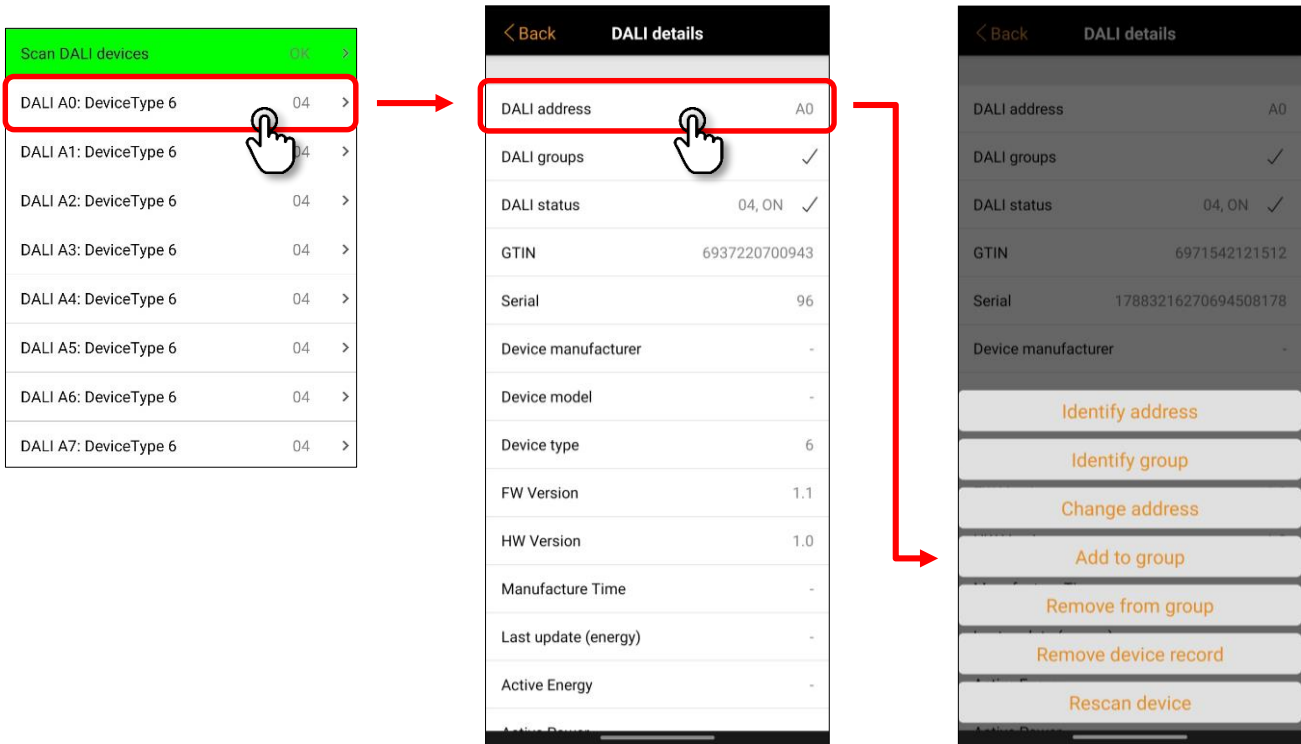 Scan DALI devices OK >
DALI A0: DeviceType 6 04 >
DALI A1: DeviceType 6 04 >
DALI A2: DeviceType 6 04 >
DALI A3: DeviceType 6 04 >
DALI A4: DeviceType 6 04 >
DALI A5: DeviceType 6 04 >
DALI A6: DeviceType 6 04 >
DALI A7: DeviceType 6 04 >
< Back DALI details
DALI address A0
DALI groups ✓
DALI status 04, ON ✓
GTIN 6937220700943
Serial 96
Device manufacturer -
Device model -
Device type 6
FW Version 1.1
HW Version 1.0
Manufacture Time -
Last update (energy) -
Active Energy -
< Back DALI details
DALI address A0
DALI groups ✓
DALI status 04, ON ✓
GTIN 6971542121512
Serial 17883216270694508178
Device manufacturer -
Identify address
Identify group
Change address
Add to group
Remove from group
Remove device record
Rescan device